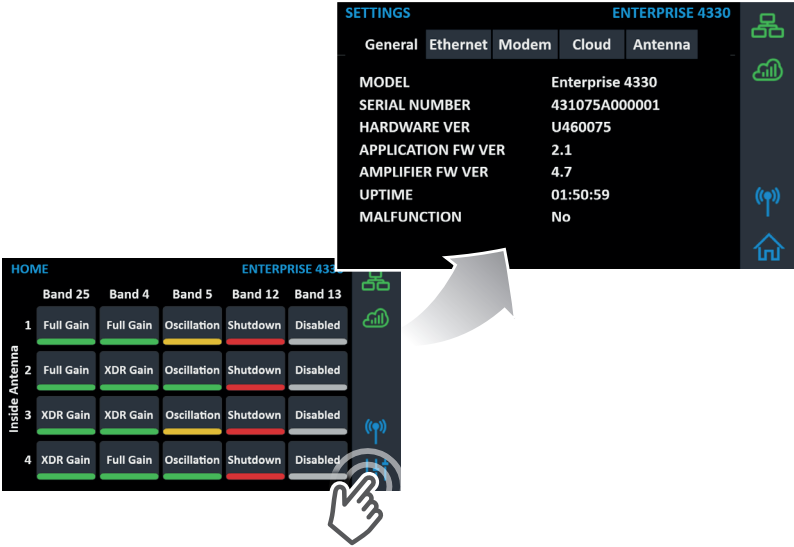 SETTINGS ENTERPRISE 4330
General Ethernet Modem Cloud Antenna
MODEL Enterprise 4330
SERIAL NUMBER 431075A000001
HARDWARE VER U460075
APPLICATION FW VER 2.1
AMPLIFIER FW VER 4.7
UPTIME 01:50:59
MALFUNCTION No
HOME ENTERPRISE 433
Band 25 Band 4 Band 5 Band 12 Band 13
Inside Antenna
1 Full Gain Full Gain Oscillation Shutdown Disabled
2 Full Gain XDR Gain Oscillation Shutdown Disabled
3 XDR Gain XDR Gain Oscillation Shutdown Disabled
4 XDR Gain Full Gain Oscillation Shutdown Disabled